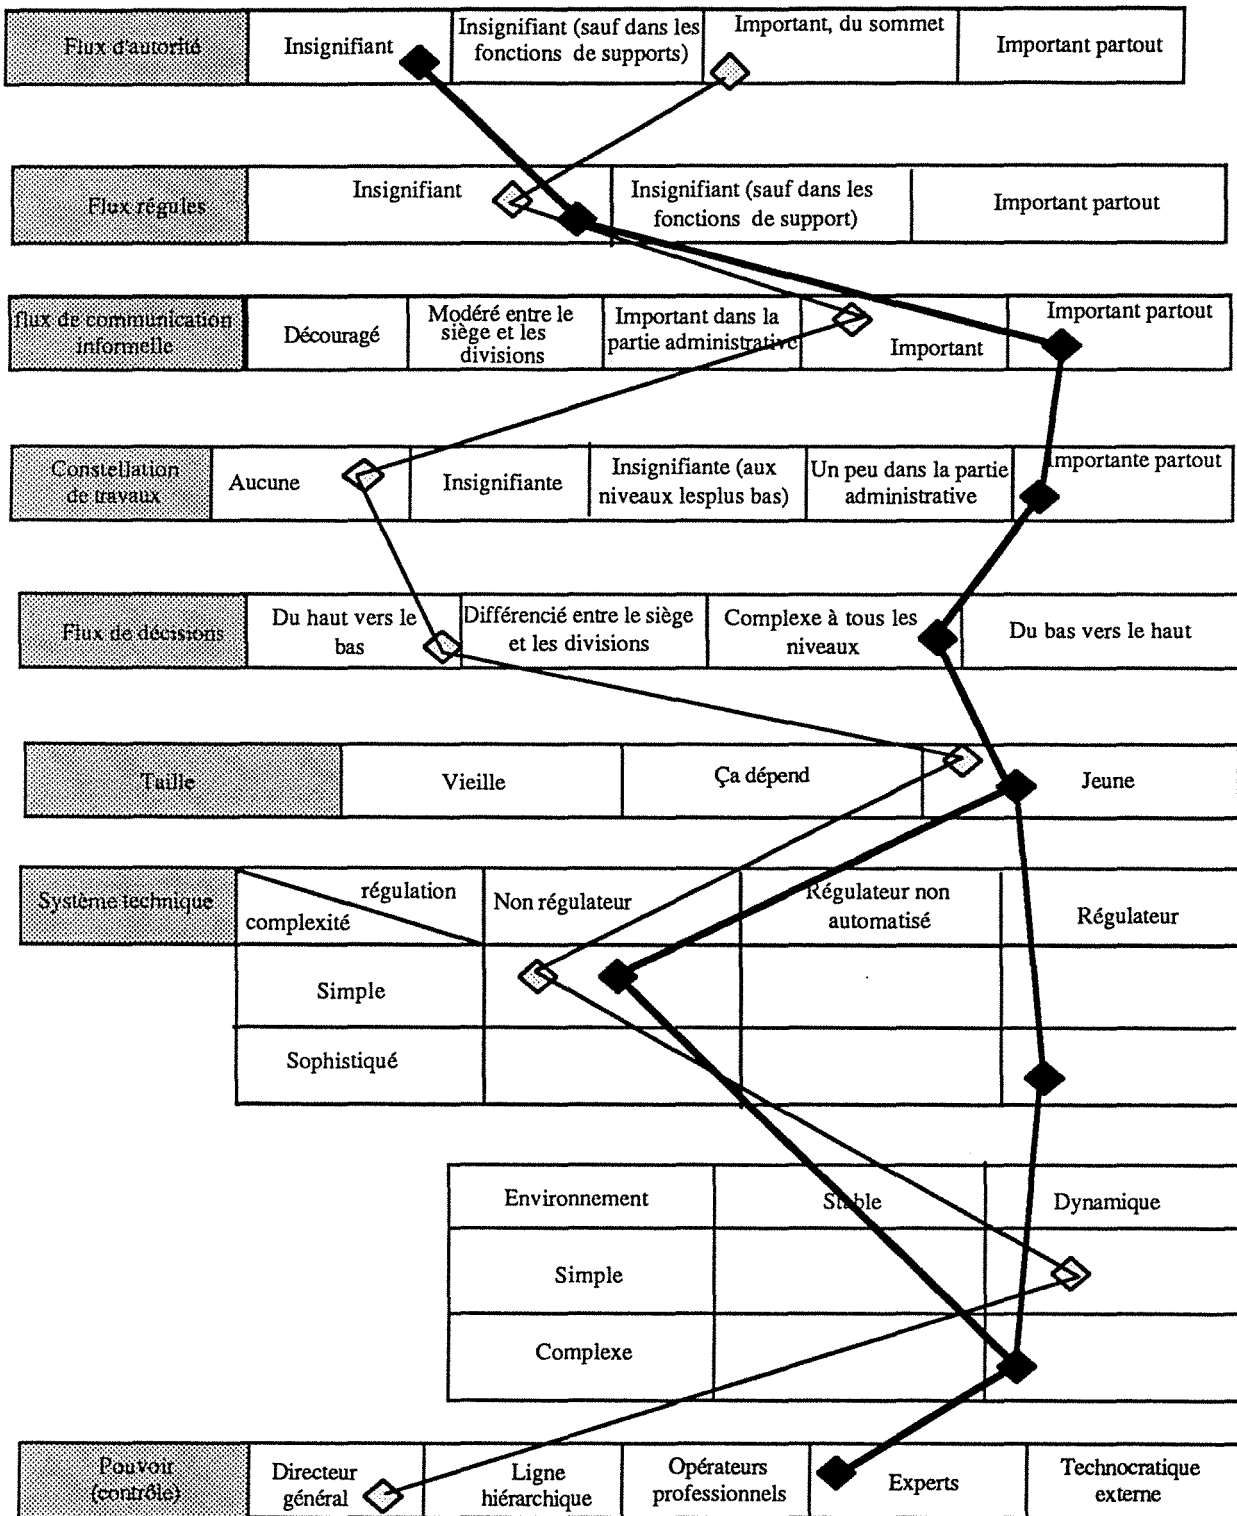 Flux d'autorité
Insignifiant
Insignifiant (sauf dans les
fonctions de supports)
Important, du sommet
Important partout
Flux régules
Insignifiant
Insignifiant (sauf dans les
fonctions de support)
Important partout
flux de communication
informelle
Découragé
Modéré entre le
siège et les
divisions
Important dans la
partie administrative
Important
Important partout
Constellation
de travaux
Aucune
Insignifiante
Insignifiante (aux
niveaux lesplus bas)
Un peu dans la partie
administrative
Importante partout
Flux de décisions
Du haut vers le
bas
Différencié entre le siège
et les divisions
Complexe à tous les
niveaux
Du bas vers le haut
Taille
Vieille
Ça dépend
Jeune
Système technique
régulation
complexité
Non régulateur
Régulateur non
automatisé
Régulateur
Simple
Sophistiqué
Environnement
Stable
Dynamique
Simple
Complexe
Pouvoir
(contrôle)
Directeur
général
Ligne
hiérarchique
Opérateurs
professionnels
Experts
Technocratique
externe